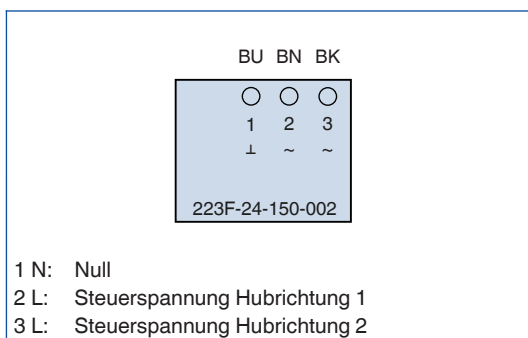 BU BN BK
1 2 3
⊥ ~ ~
223F-24-150-002
1 N: Null
2 L: Steuerspannung Hubrichtung 1
3 L: Steuerspannung Hubrichtung 2